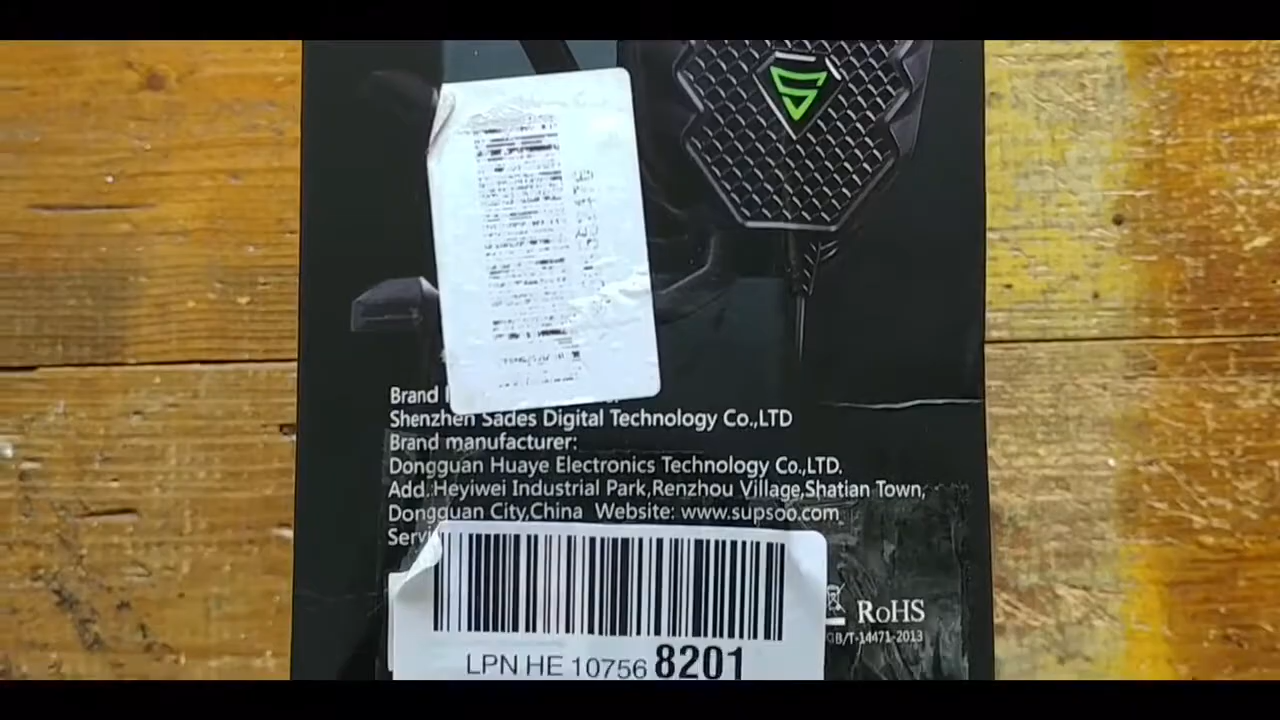 Brand
Shenzhen Sades Digital Technology Co.,LTD
Brand manufacturer:
Dongguan Huaye Electronics Technology Co.,LTD.
Add.:Heyiwei Industrial Park,Renzhou Village,Shatian Town,
Dongguan City,China Website: www.supsoo.com
RoHS
GB/T-14471-2013
LPN HE 10756 8201